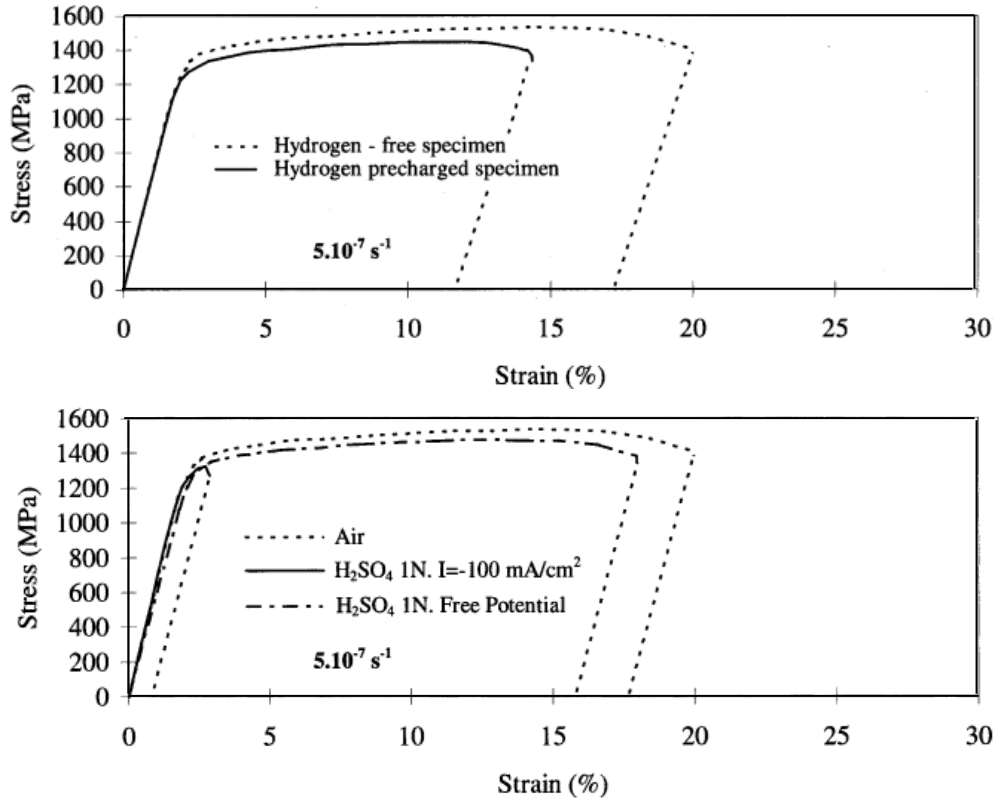 1600
1400
1200
1000
800
600
400
200
0
Stress (MPa)
Hydrogen - free specimen
Hydrogen precharged specimen
5.10⁻⁷ s⁻¹
0 5 10 15 20 25 30
Strain (%)
1600
1400
1200
1000
800
600
400
200
0
Stress (MPa)
Air
H₂SO₄ 1N. I=-100 mA/cm²
H₂SO₄ 1N. Free Potential
5.10⁻⁷ s⁻¹
0 5 10 15 20 25 30
Strain (%)